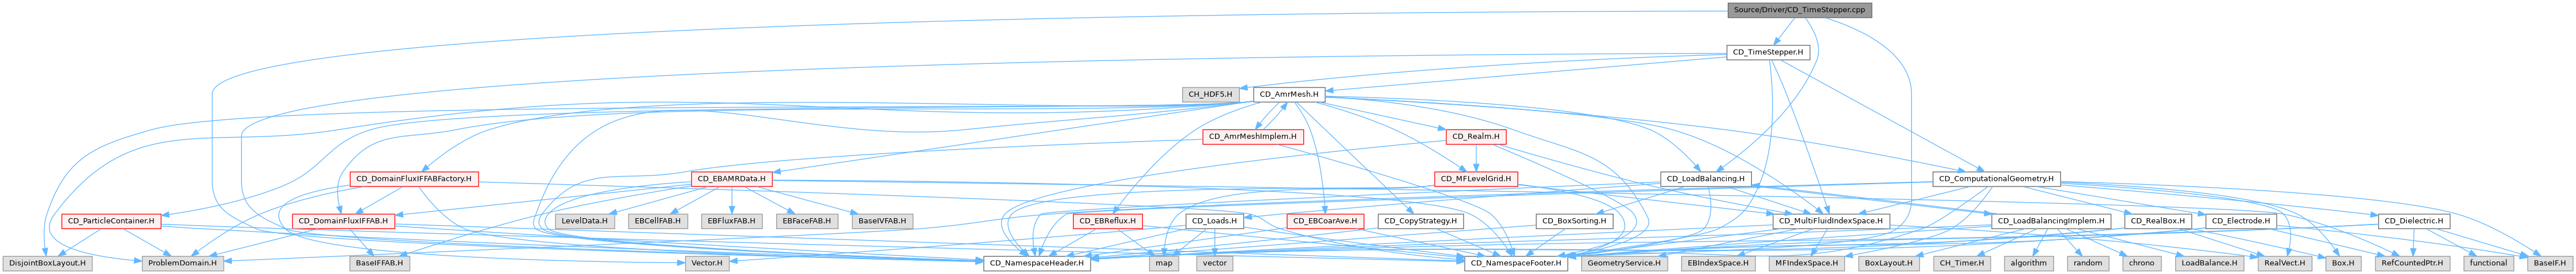 Source/Driver/CD_TimeStepper.cpp
CD_TimeStepper.H
CH_HDF5.H
CD_AmrMesh.H
CD_AmrMeshImplem.H
CD_Realm.H
CD_DomainFluxIFFABFactory.H
CD_EBAMRData.H
CD_MFLevelGrid.H
CD_LoadBalancing.H
CD_ComputationalGeometry.H
CD_ParticleContainer.H
CD_DomainFluxIFFAB.H
LevelData.H
EBCellFAB.H
EBFluxFAB.H
EBFaceFAB.H
BaseIVFAB.H
CD_EBReflux.H
CD_Loads.H
CD_EBCoarAve.H
CD_CopyStrategy.H
CD_BoxSorting.H
CD_MultiFluidIndexSpace.H
CD_LoadBalancingImplem.H
CD_RealBox.H
CD_Electrode.H
CD_Dielectric.H
DisjointBoxLayout.H
ProblemDomain.H
BaseIFFAB.H
CD_NamespaceHeader.H
Vector.H
map
vector
CD_NamespaceFooter.H
GeometryService.H
EBIndexSpace.H
MFIndexSpace.H
BoxLayout.H
CH_Timer.H
algorithm
random
chrono
LoadBalance.H
RealVect.H
Box.H
RefCountedPtr.H
functional
BaseIF.H